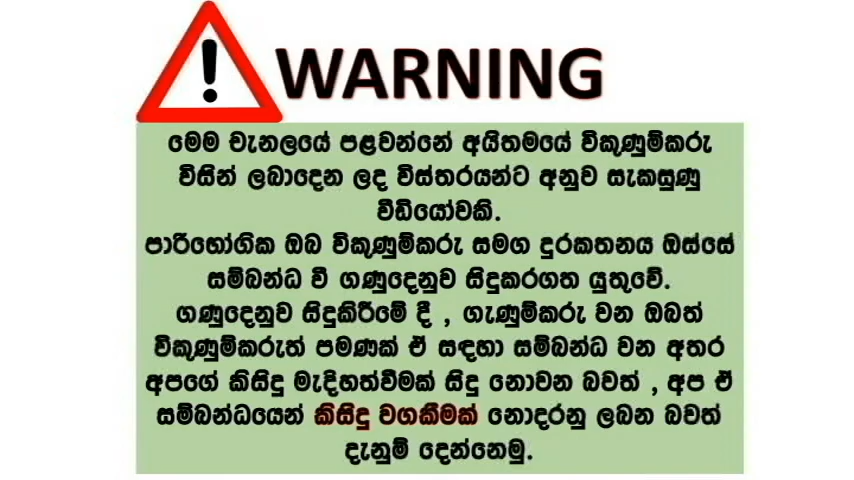 WARNING
මෙම චැනලයේ පළවන්නේ අයිතමයේ විකුණුම්කරු
විසින් ලබාදෙන ලද විස්තරයන්ට අනුව සැකසුණු
වීඩියෝවකි.
පාරිභෝගික ඔබ විකුණුම්කරු සමග දුරකතනය ඔස්සේ
සම්බන්ධ වී ගණුදෙනුව සිදුකරගත යුතුවේ.
ගණුදෙනුව සිදුකිරීමේ දී , ගැණුම්කරු වන ඔබත්
විකුණුම්කරුත් පමණක් ඒ සඳහා සම්බන්ධ වන අතර
අපගේ කිසිදු මැදිහත්වීමක් සිදු නොවන බවත් , අප ඒ
සම්බන්ධයෙන් කිසිදු වගකීමක් නොදරනු ලබන බවත්
දැනුම් දෙන්නෙමු.